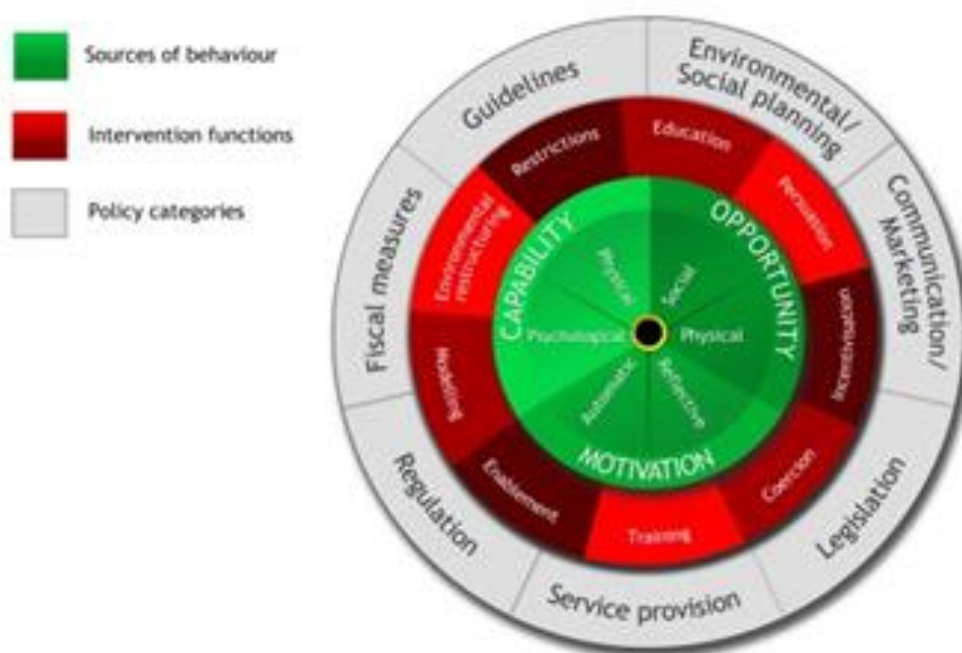 Sources of behaviour
Intervention functions
Policy categories
Guidelines
Environmental/
Social planning
Communication/
Marketing
Legislation
Service provision
Regulation
Fiscal measures
Restrictions
Education
Persuasion
Incentivisation
Coercion
Training
Enablement
Modelling
Environmental
restructuring
CAPABILITY
OPPORTUNITY
MOTIVATION
Physical
Social
Psychological
Physical
Automatic
Reflective